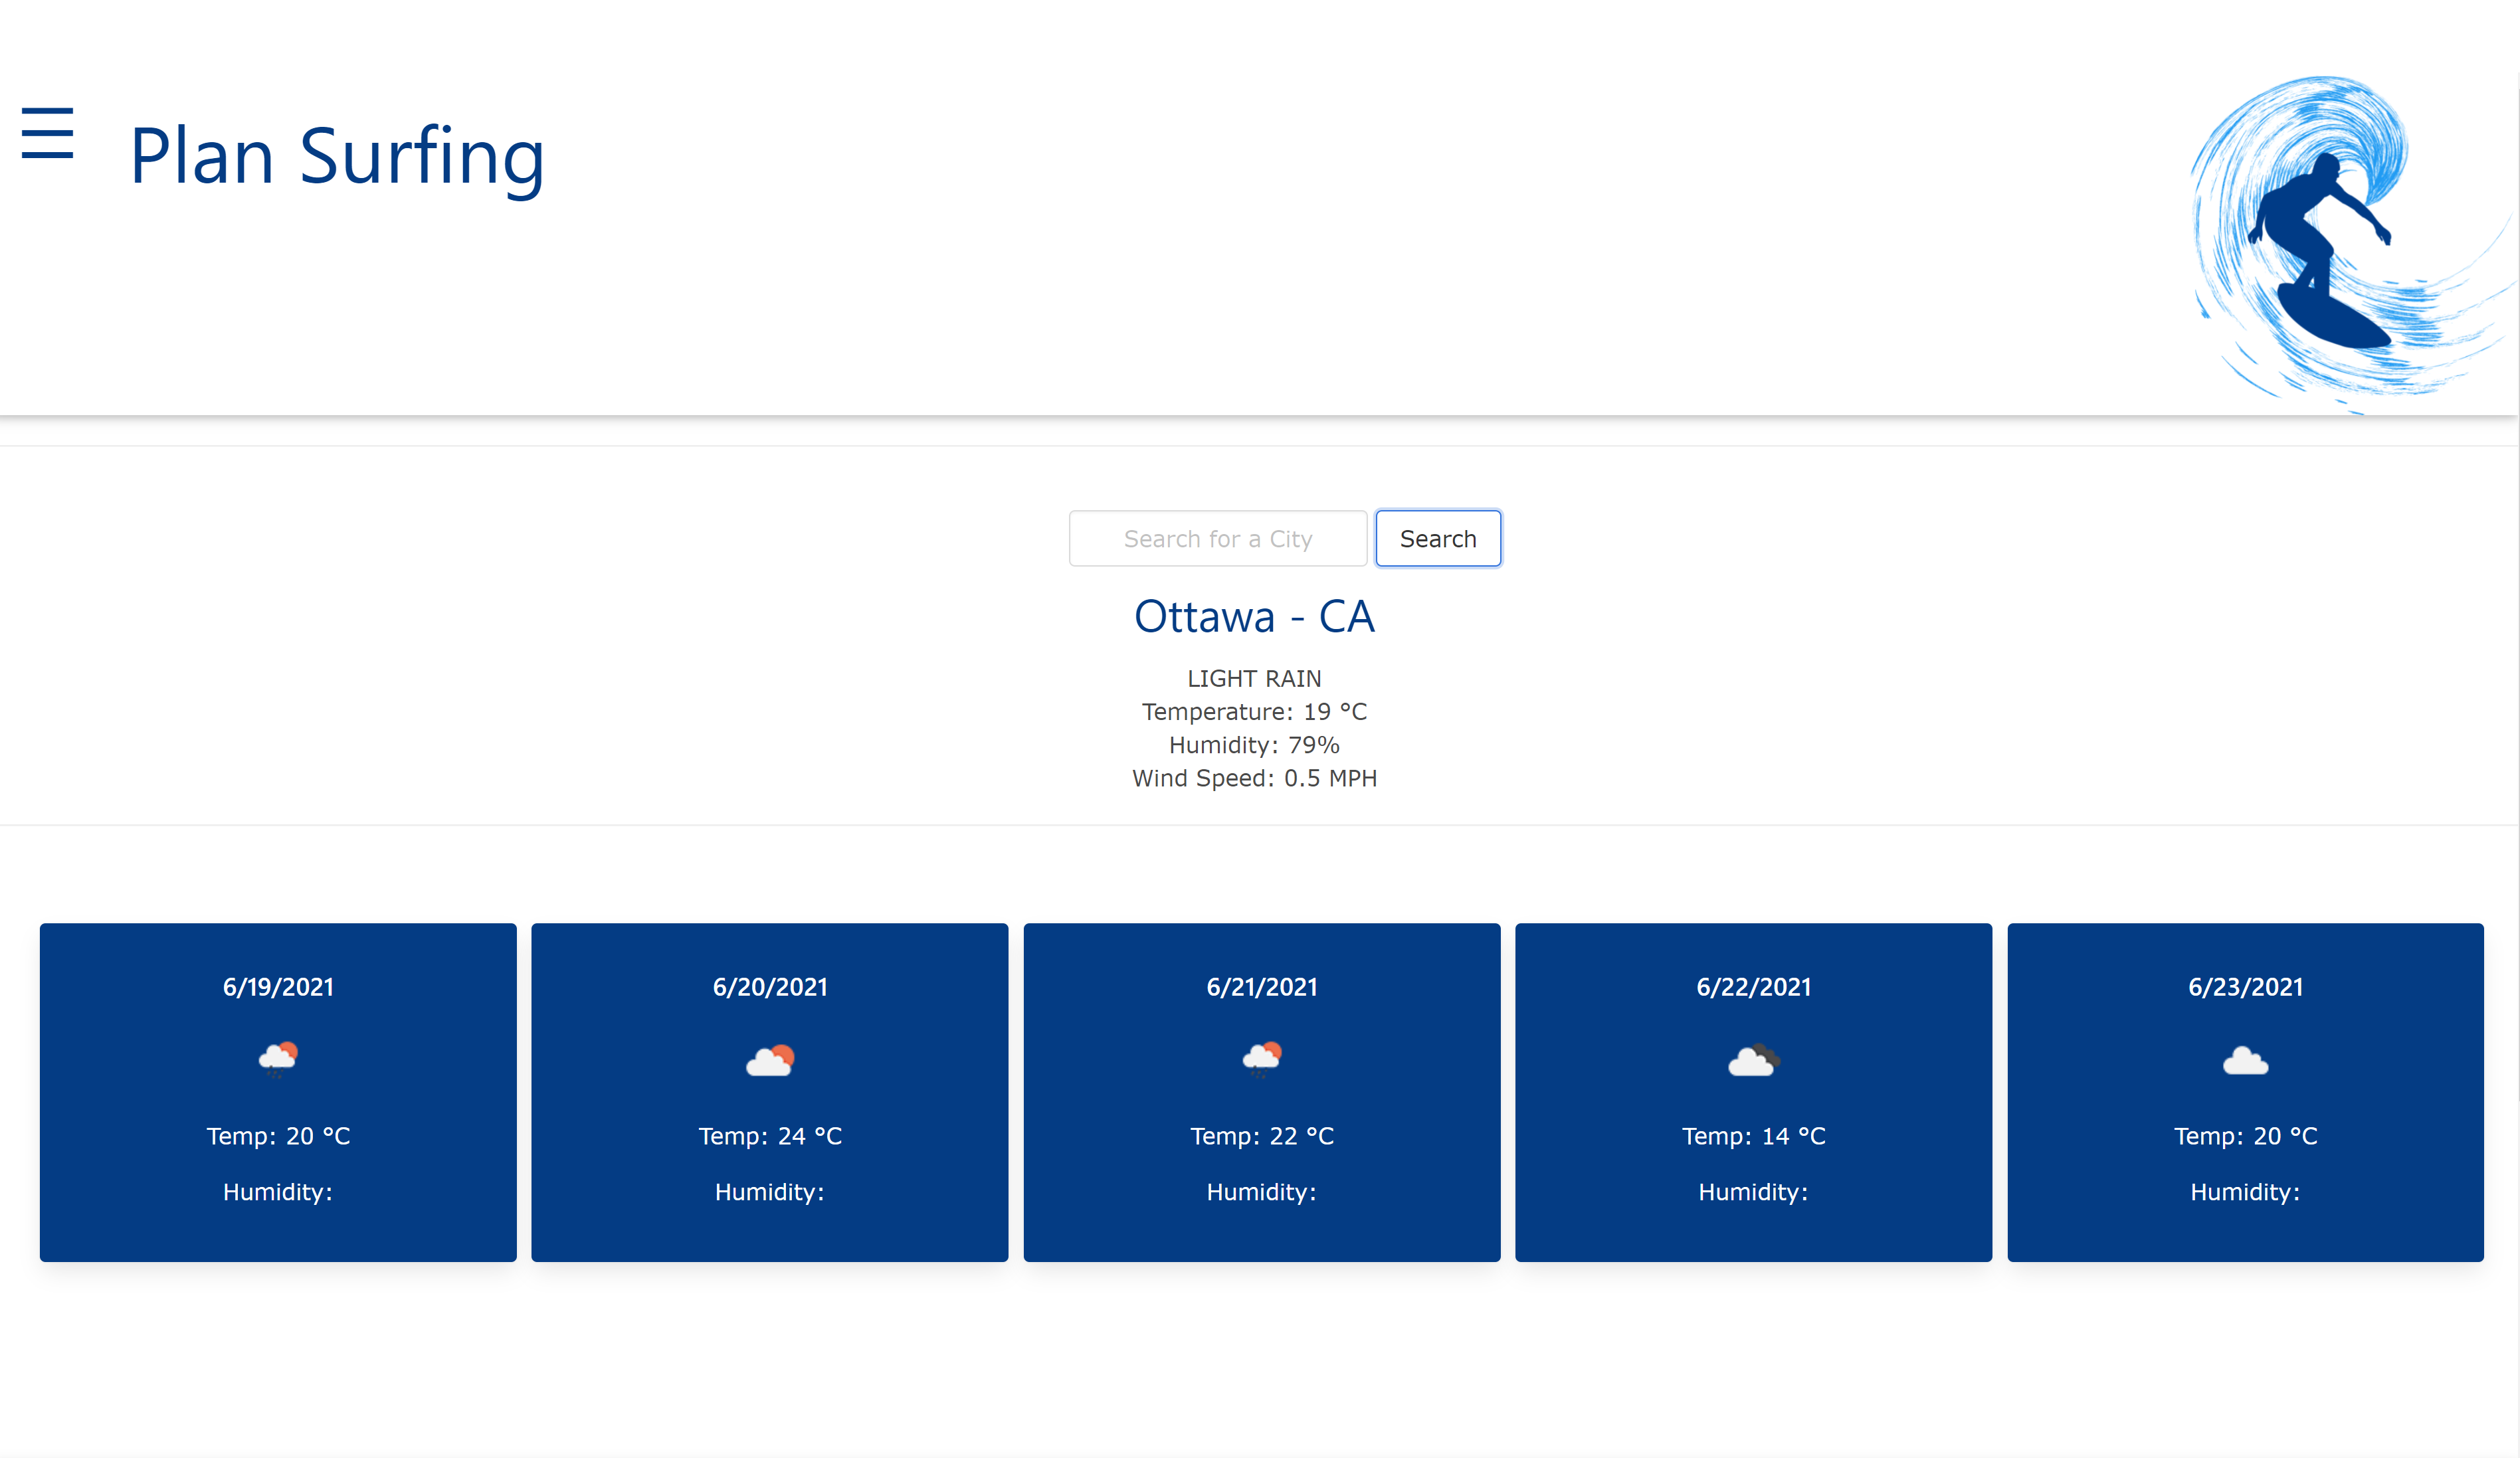 Plan Surfing
Search for a City
Search
Ottawa - CA
LIGHT RAIN
Temperature: 19 °C
Humidity: 79%
Wind Speed: 0.5 MPH
6/19/2021
Temp: 20 °C
Humidity:
6/20/2021
Temp: 24 °C
Humidity:
6/21/2021
Temp: 22 °C
Humidity:
6/22/2021
Temp: 14 °C
Humidity:
6/23/2021
Temp: 20 °C
Humidity: